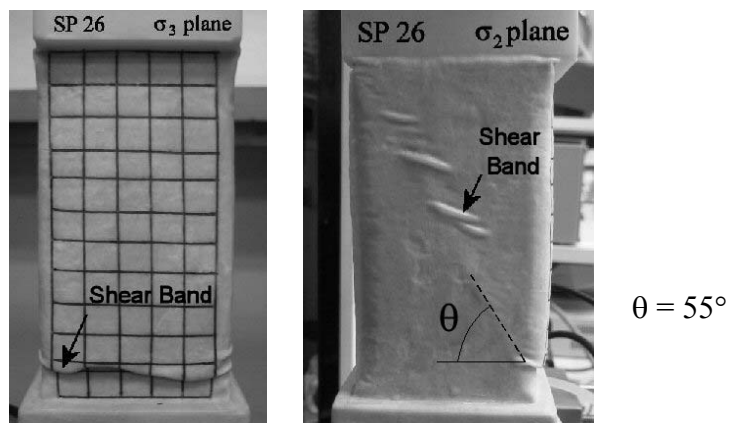 SP 26 σ₃ plane
Shear Band
SP 26 σ₂ plane
Shear
Band
θ
θ = 55°